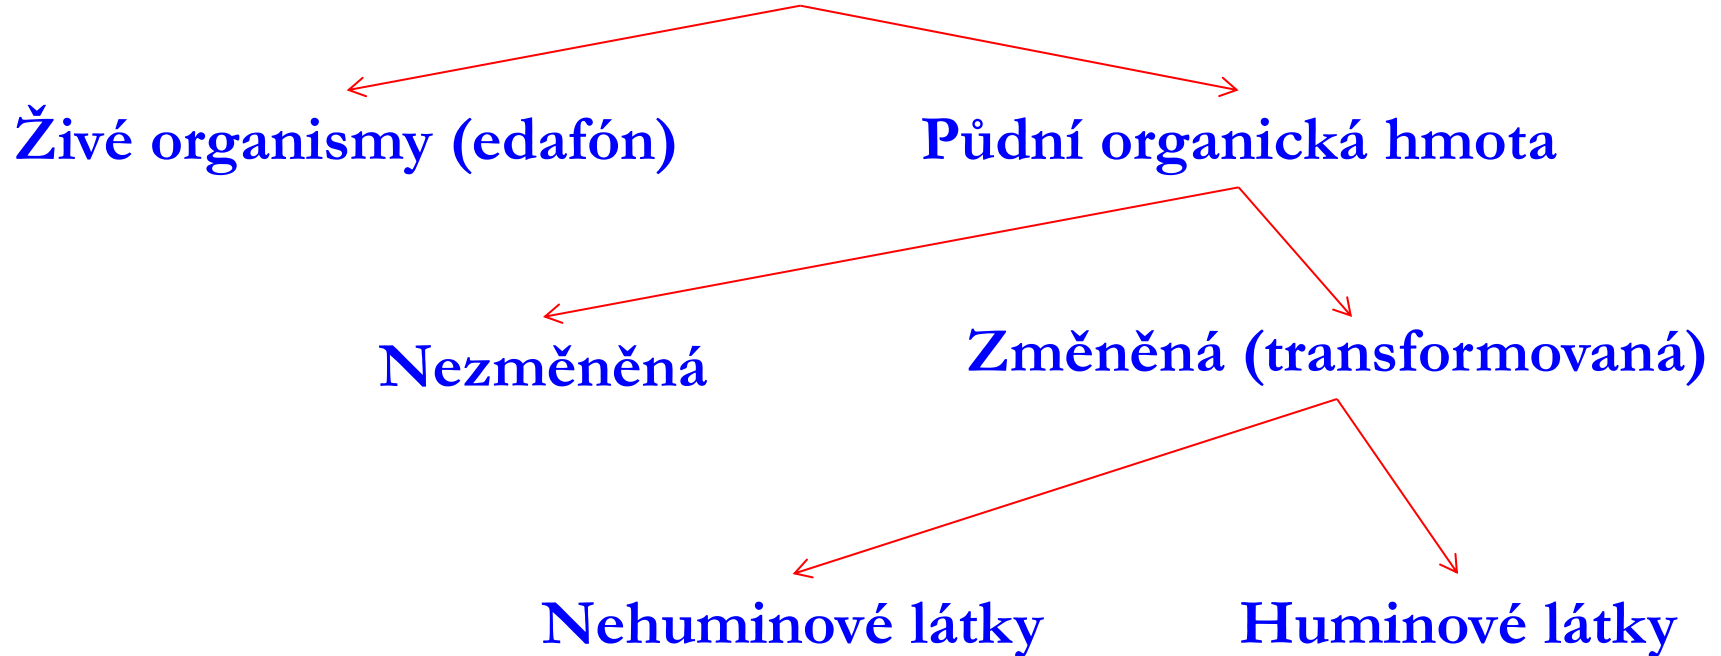 Živé organismy (edafón)
Půdní organická hmota
Nezměněná
Změněná (transformovaná)
Nehuminové látky
Huminové látky